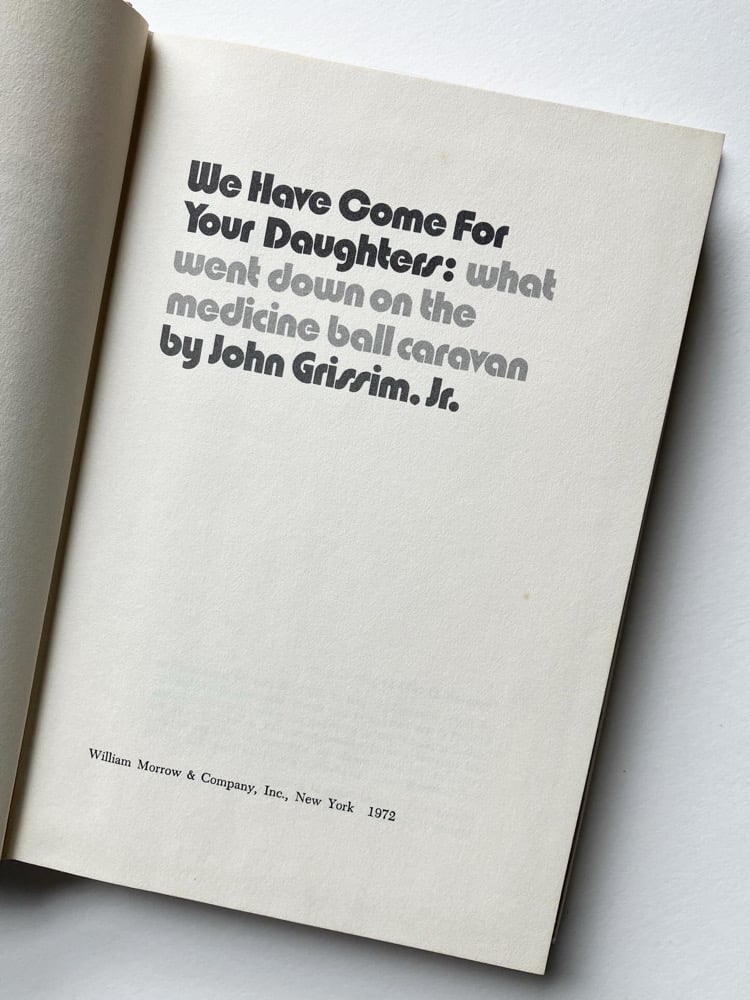 We Have Come For
Your Daughters: what
went down on the
medicine ball caravan
by John Grissim. Jr.
William Morrow & Company, Inc., New York 1972